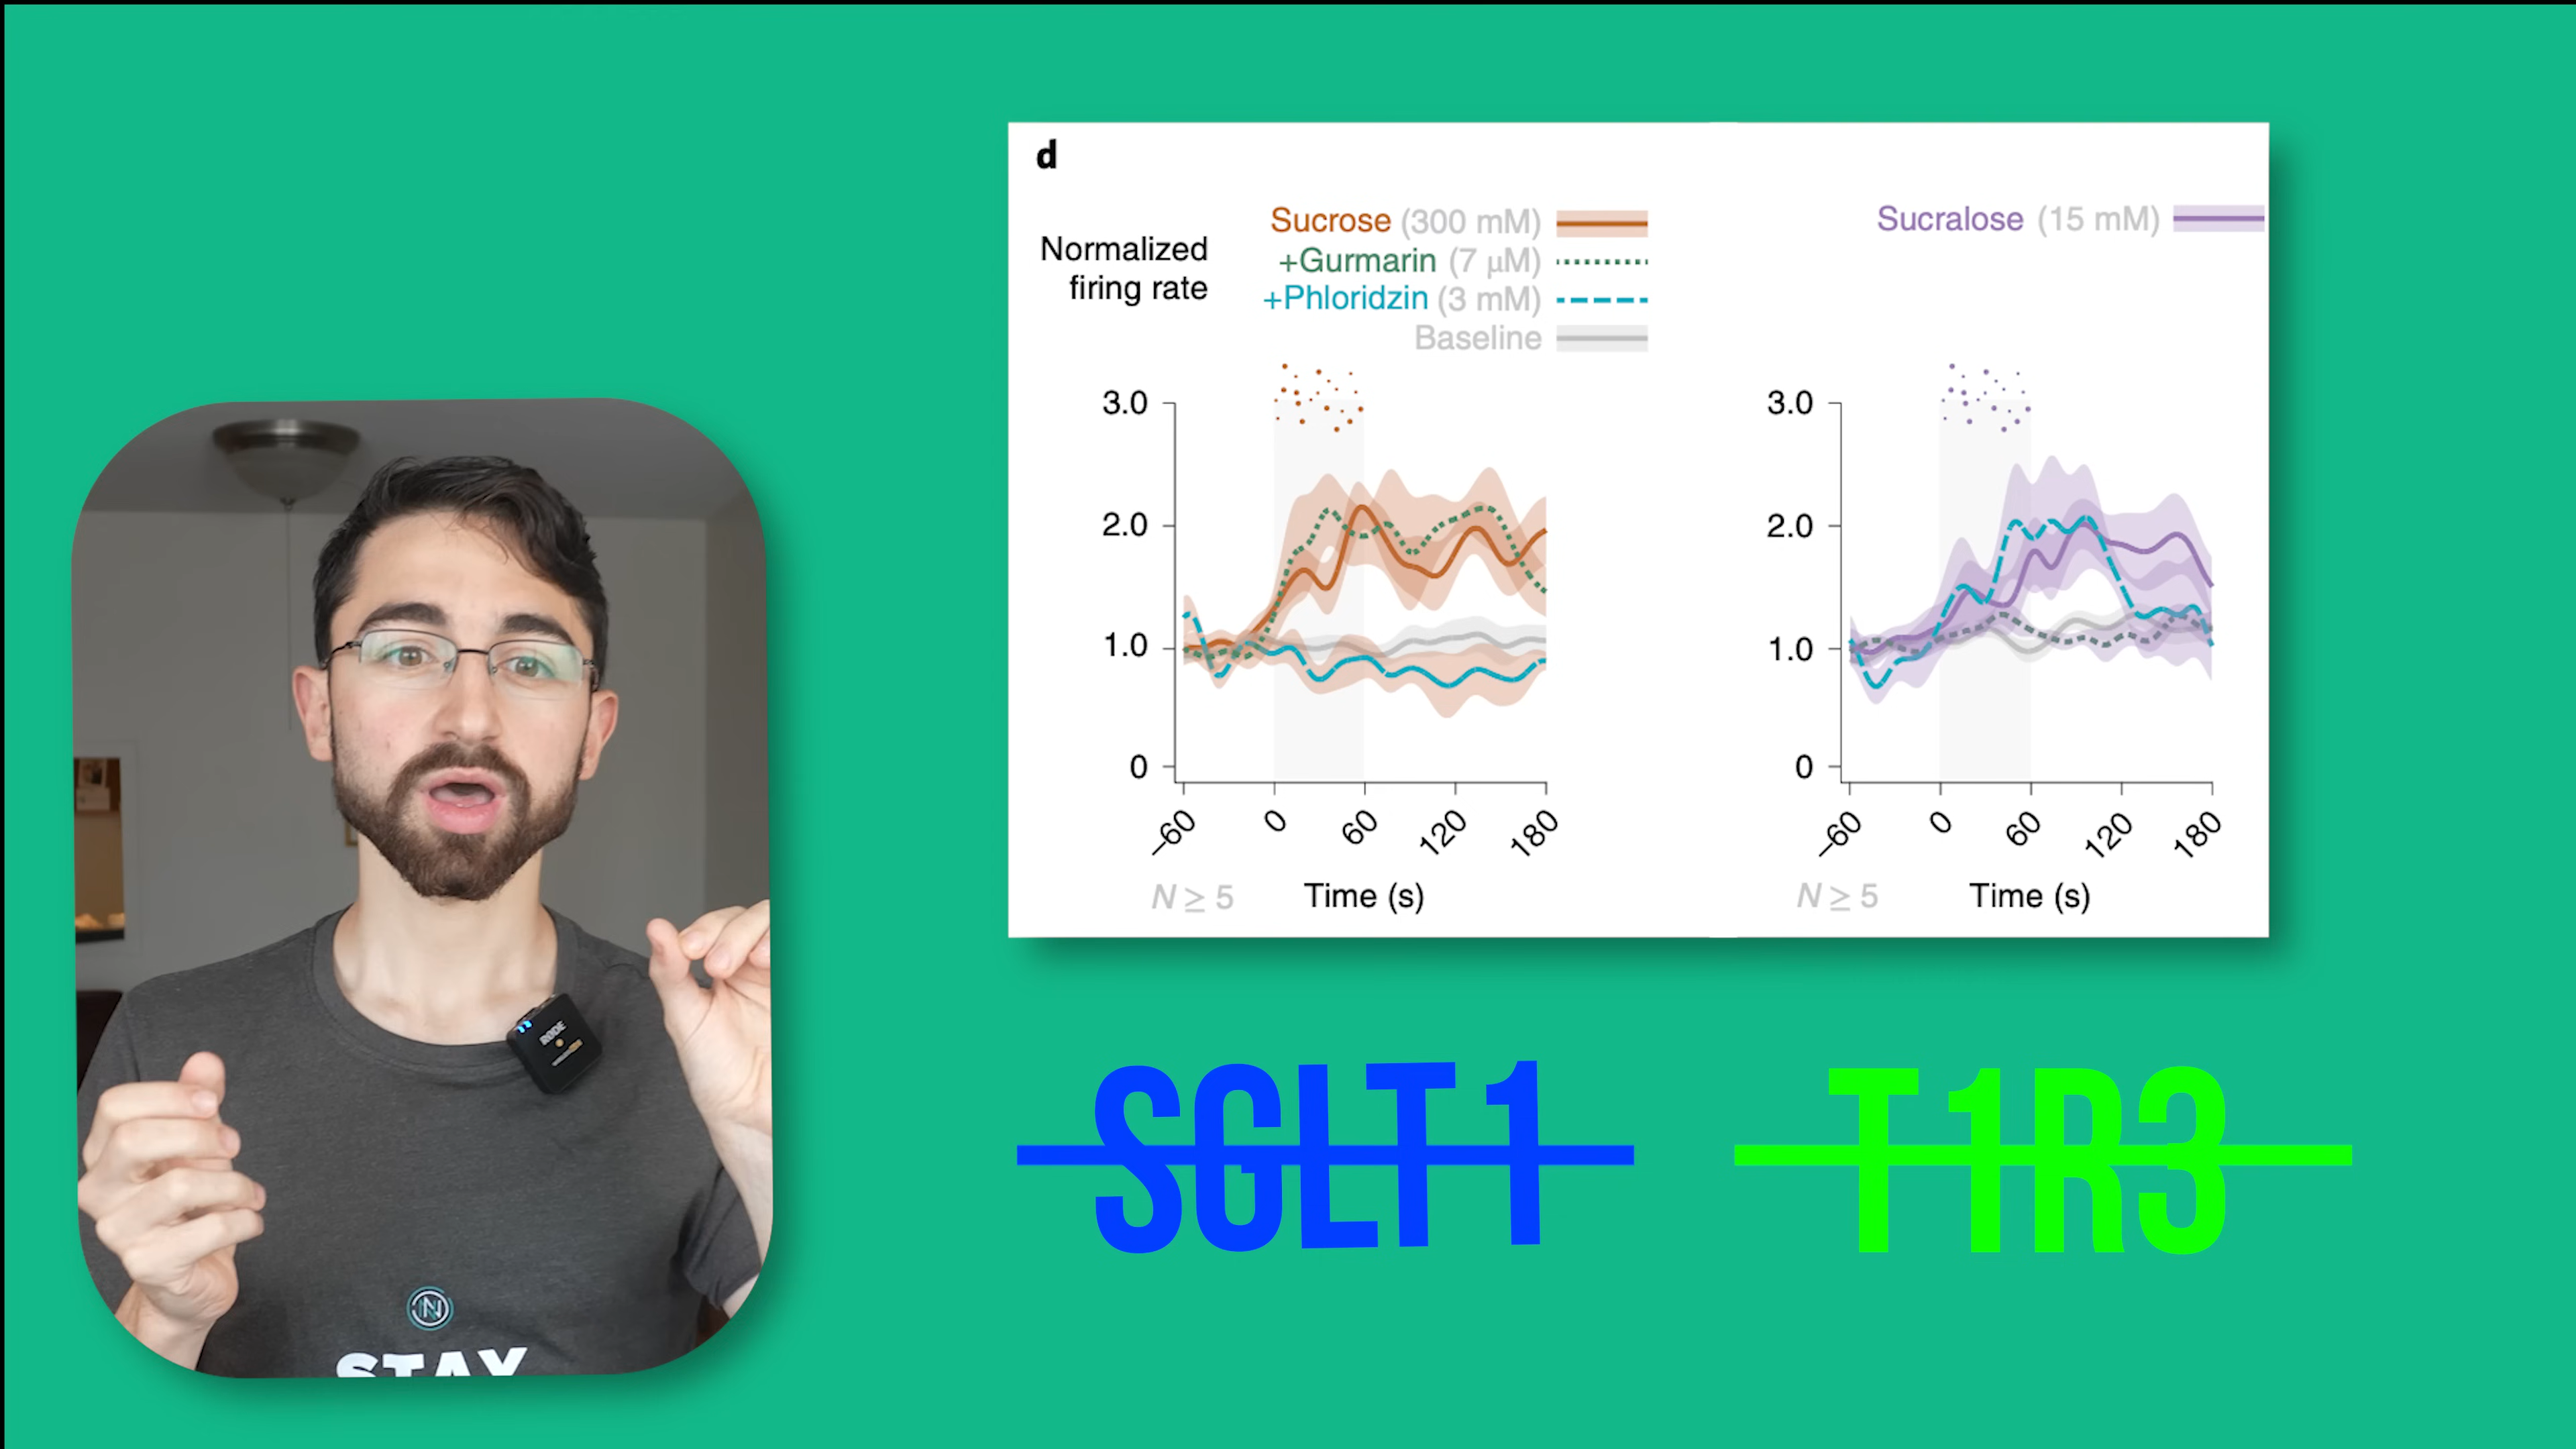 d
Normalized
firing rate
Sucrose (300 mM)
+Gurmarin (7 µM)
+Phloridzin (3 mM)
Baseline
3.0
2.0
1.0
0
–60 0 60 120 180
N ≥ 5 Time (s)
Sucralose (15 mM)
3.0
2.0
1.0
0
–60 0 60 120 180
N ≥ 5 Time (s)
SGLT1
T1R3
RODE
N
STAY